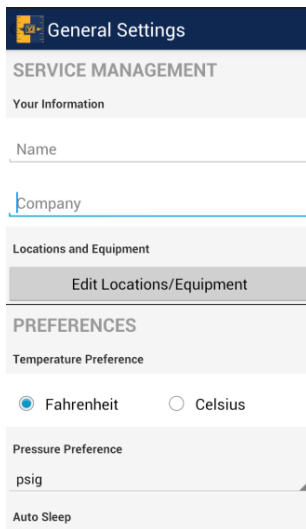 General Settings
SERVICE MANAGEMENT
Your Information
Name
Company
Locations and Equipment
Edit Locations/Equipment
PREFERENCES
Temperature Preference
Fahrenheit Celsius
Pressure Preference
psig
Auto Sleep